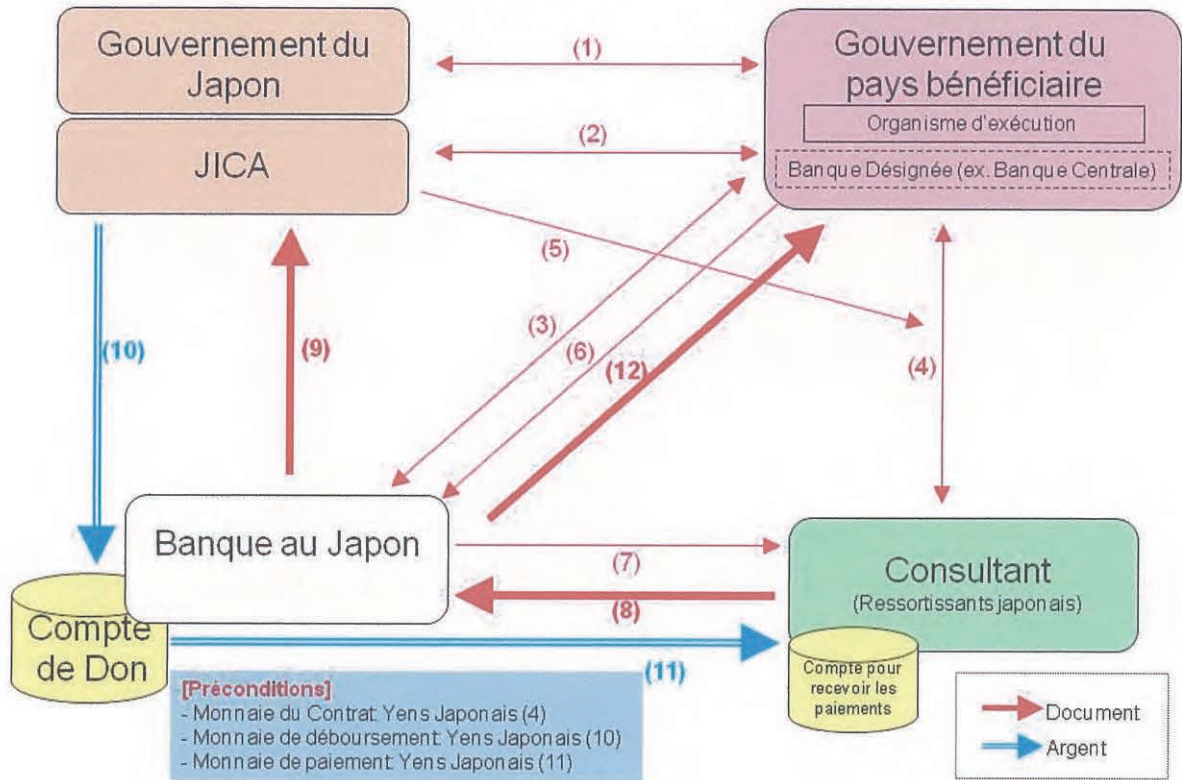 Gouvernement du
Japon
JICA
(1)
(2)
Gouvernement du
pays bénéficiaire
Organisme d'exécution
Banque Désignée (ex. Banque Centrale)
(5)
(3)
(6)
(12)
(4)
(9)
(10)
Banque au Japon
(7)
(8)
Consultant
(Ressortissants japonais)
Compte
de Don
(11)
Compte pour
recevoir les
paiements
[Préconditions]
- Monnaie du Contrat: Yens Japonais (4)
- Monnaie de déboursement: Yens Japonais (10)
- Monnaie de paiement: Yens Japonais (11)
Document
Argent